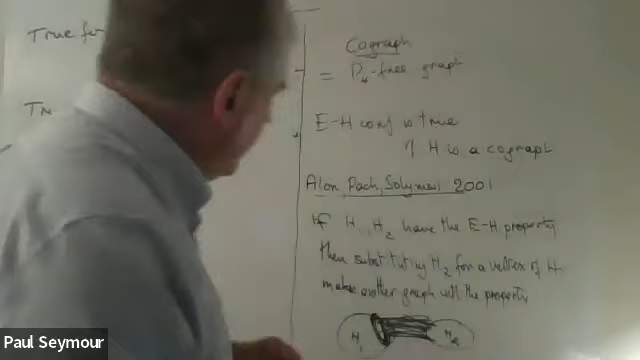 True for
Tr
Cograph
= P4-free graph
E-H conj is true
if H is a cograph
Alon, Pach, Solymosi 2001
If H1, H2 have the E-H property
then substituting H2 for a vertex of H1
makes another graph with the property
H1 H2
Paul Seymour